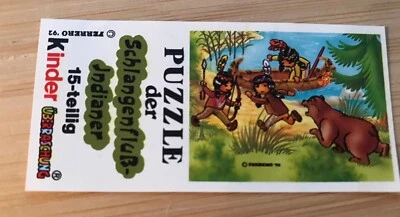 PUZZLE
der
Schlangenfluß-
Indianer
15-teilig
kinder ÜBERRASCHUNG®
© FERRERO '92
© FERRERO '92